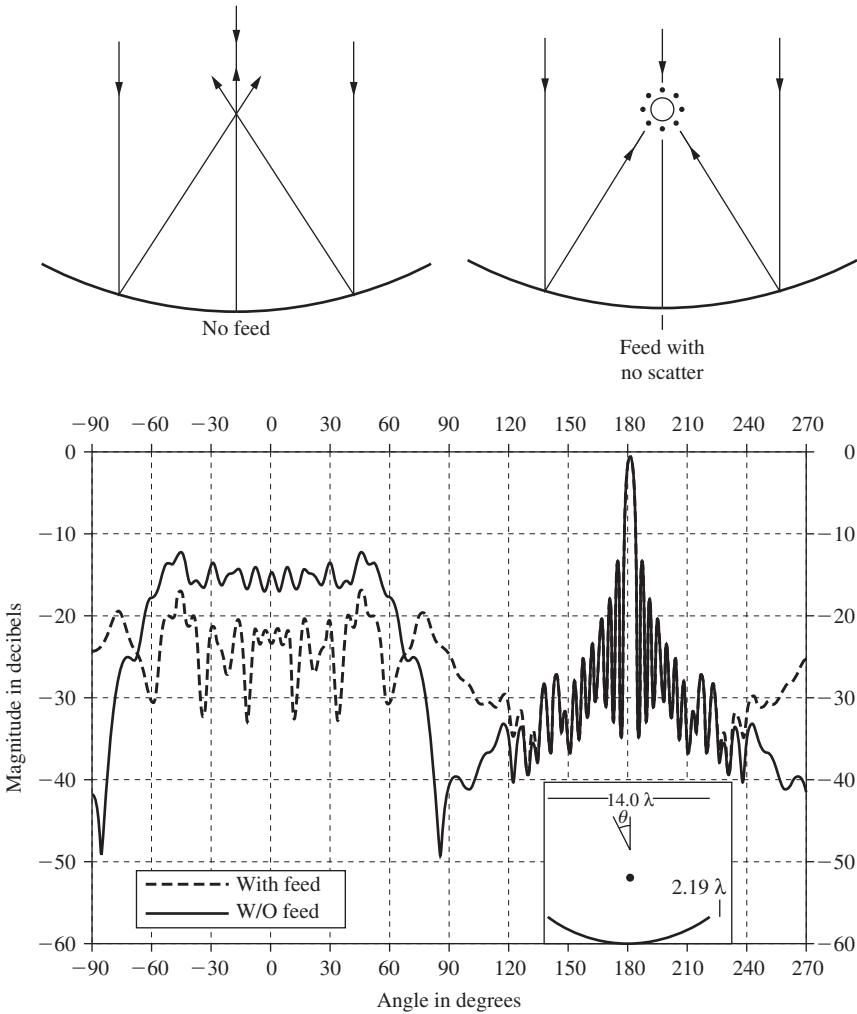 No feed
Feed with
no scatter
−90 −60 −30 0 30 60 90 120 150 180 210 240 270
0 0
−10 −10
−20 −20
−30 −30
−40 −40
−50 −50
−60 −60
Magnitude in decibels
14.0 λ
θ
2.19 λ
With feed
W/O feed
−90 −60 −30 0 30 60 90 120 150 180 210 240 270
Angle in degrees